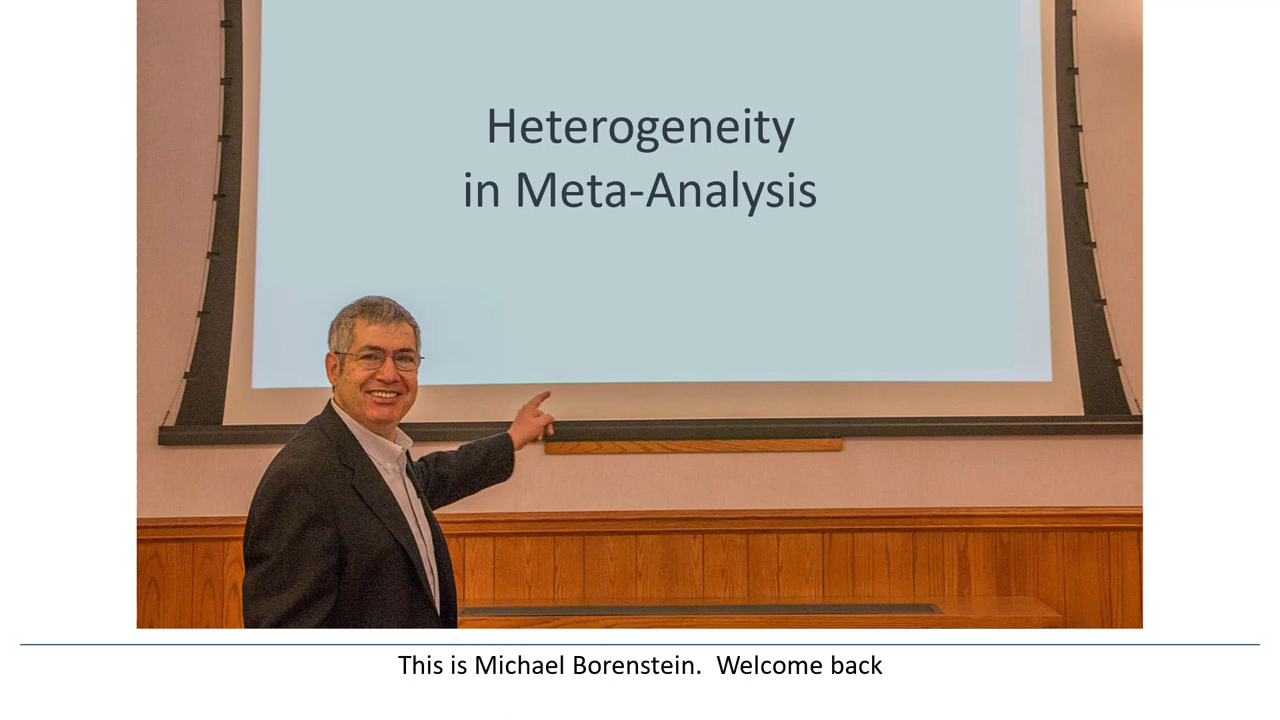 Heterogeneity
in Meta-Analysis
This is Michael Borenstein.  Welcome back